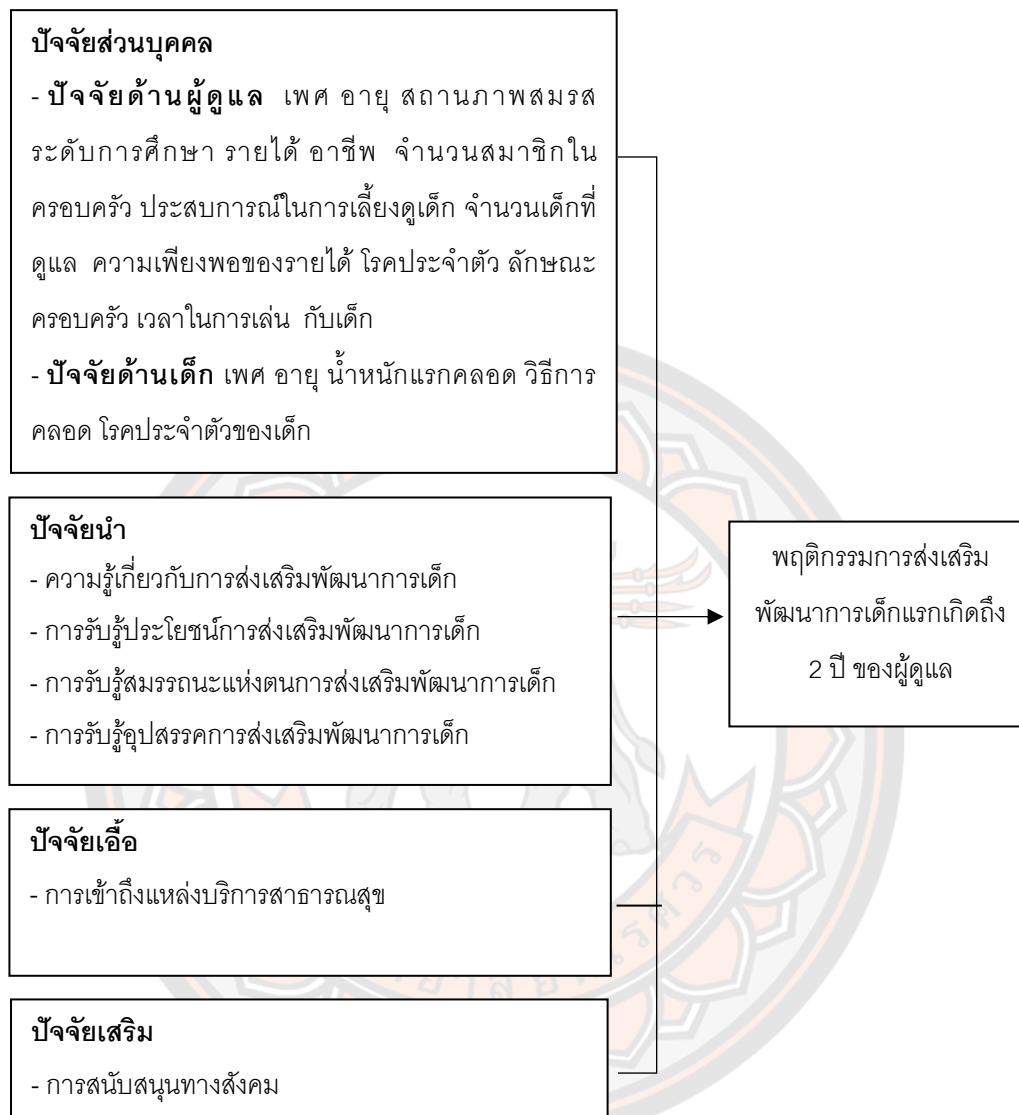 ปัจจัยส่วนบุคคล
- ปัจจัยด้านผู้ดูแล เพศ อายุ สถานภาพสมรส
ระดับการศึกษา รายได้ อาชีพ จำนวนสมาชิกใน
ครอบครัว ประสบการณ์ในการเลี้ยงดูเด็ก จำนวนเด็กที่
ดูแล ความเพียงพอของรายได้ โรคประจำตัว ลักษณะ
ครอบครัว เวลาในการเล่น กับเด็ก
- ปัจจัยด้านเด็ก เพศ อายุ น้ำหนักแรกคลอด วิธีการ
คลอด โรคประจำตัวของเด็ก
ปัจจัยนำ
- ความรู้เกี่ยวกับการส่งเสริมพัฒนาการเด็ก
- การรับรู้ประโยชน์การส่งเสริมพัฒนาการเด็ก
- การรับรู้สมรรถนะแห่งตนการส่งเสริมพัฒนาการเด็ก
- การรับรู้อุปสรรคการส่งเสริมพัฒนาการเด็ก
ปัจจัยเอื้อ
- การเข้าถึงแหล่งบริการสาธารณสุข
ปัจจัยเสริม
- การสนับสนุนทางสังคม
พฤติกรรมการส่งเสริม
พัฒนาการเด็กแรกเกิดถึง
2 ปี ของผู้ดูแล